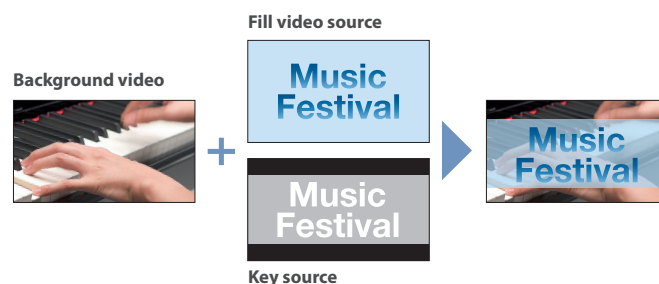 Fill video source
Background video
Music
Festival
Music
Festival
Music
Festival
Key source